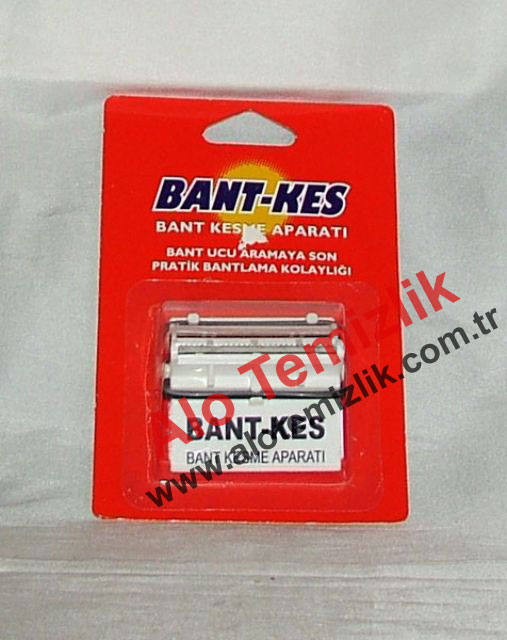 BANT-KES
BANT KESME APARATI
BANT UCU ARAMAYA SON
PRATİK BANTLAMA KOLAYLIĞI
Alo Temizlik
www.alotemizlik.com.tr
BANT-KES
BANT KESME APARATI